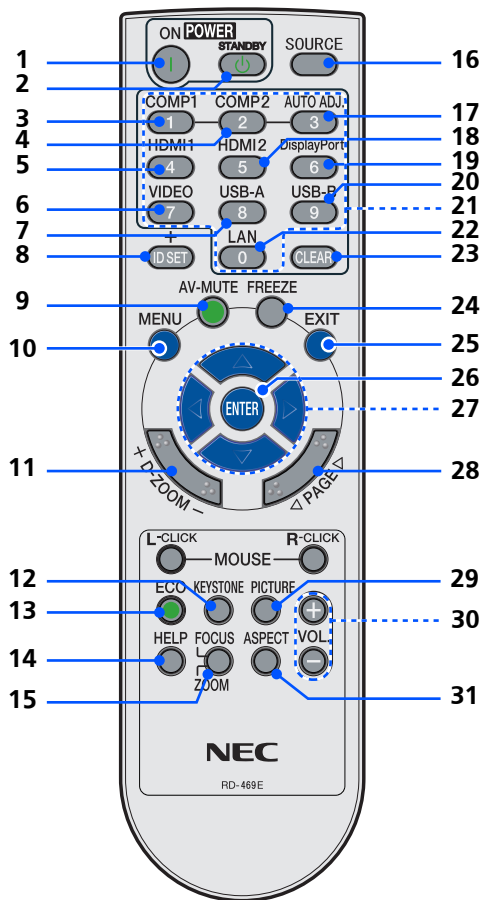 ON POWER
STANDBY
SOURCE
1
2
16
COMP1 COMP2 AUTO ADJ.
3
1 2 3
17
4
18
HDMI1 HDMI2 DisplayPort
5
4 5 6
19
VIDEO USB-A USB-B
20
6
7 8 9
21
7
LAN
22
+
8
ID SET
0
CLEAR
23
AV-MUTE FREEZE
9
24
MENU
EXIT
10
25
26
ENTER
27
11
+ D-ZOOM −
PAGE
28
L-CLICK
R-CLICK
MOUSE
12
ECO KEYSTONE PICTURE
29
13
+
30
HELP FOCUS ASPECT VOL.
14
−
ZOOM
31
15
NEC
RD-469E